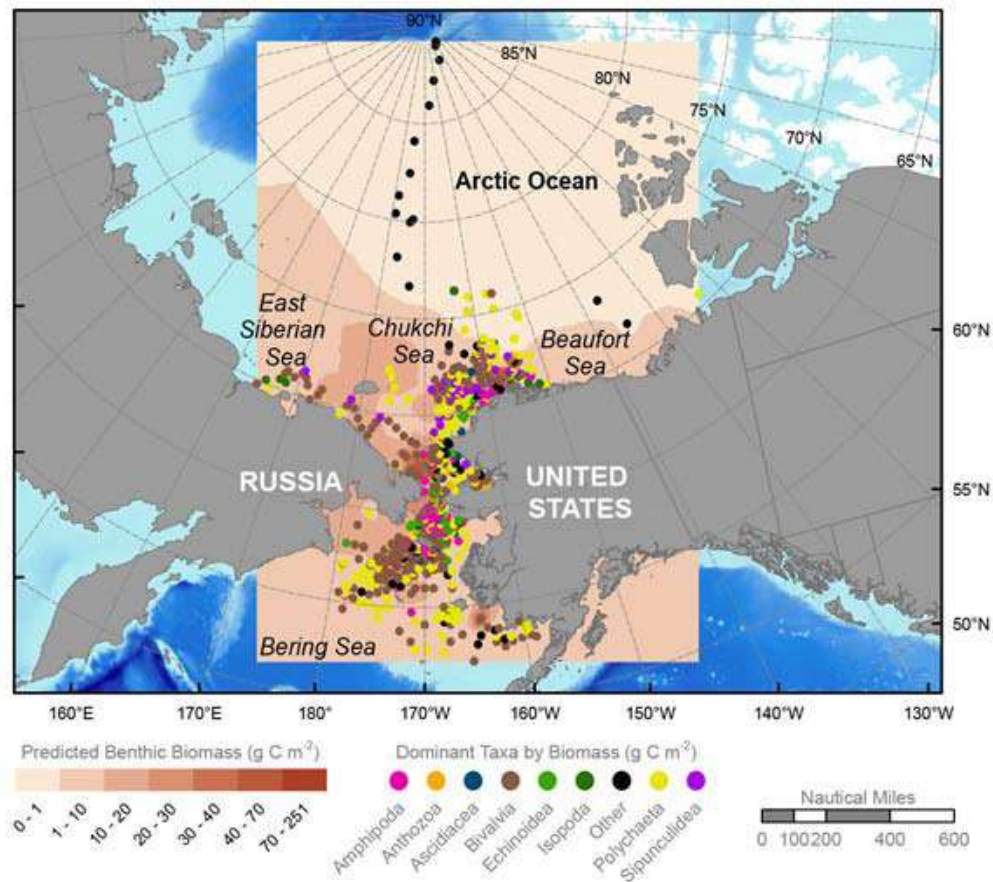 90°N
85°N
80°N
75°N
70°N
65°N
Arctic Ocean
East
Siberian
Sea
Chukchi
Sea
Beaufort
Sea
60°N
RUSSIA
UNITED
STATES
55°N
Bering Sea
50°N
160°E
170°E
180°
170°W
160°W
150°W
140°W
130°W
Predicted Benthic Biomass (g C m-2)
0 - 1
1 - 10
10 - 20
20 - 30
30 - 40
40 - 70
70 - 251
Dominant Taxa by Biomass (g C m-2)
Amphipoda
Anthozoa
Ascidiacea
Bivalvia
Echinoidea
Isopoda
Other
Polychaeta
Sipunculidea
Nautical Miles
0 100 200 400 600